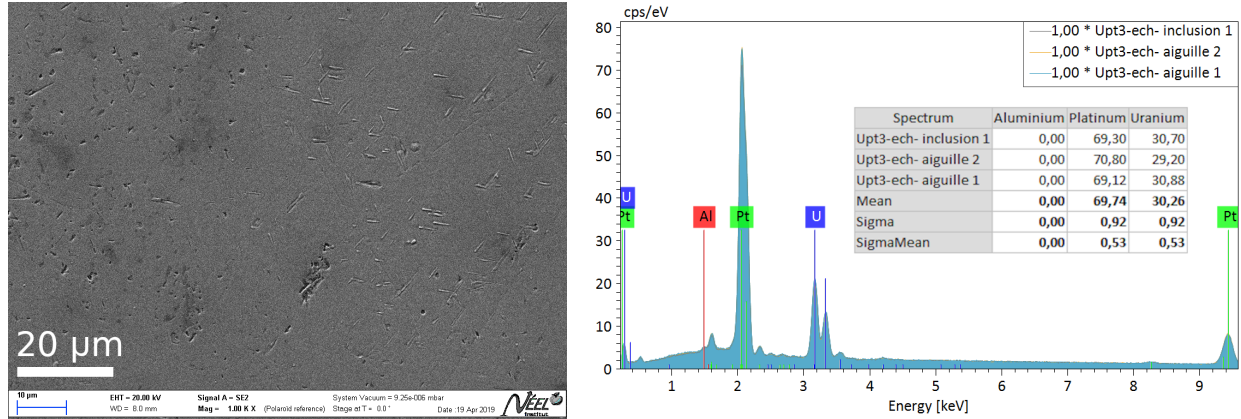 20 µm
10 µm
EHT = 20.00 kV
WD = 8.0 mm
Signal A = SE2
Mag = 1.00 K X (Polaroid reference)
System Vacuum = 9.25e-006 mbar
Stage at T = 0.0 °
Date :19 Apr 2019
NEEL
institut
cps/eV
80
70
60
50
40
30
20
10
0
1,00 * Upt3-ech- inclusion 1
1,00 * Upt3-ech- aiguille 2
1,00 * Upt3-ech- aiguille 1
Spectrum Aluminium Platinum Uranium
Upt3-ech- inclusion 1 0,00 69,30 30,70
Upt3-ech- aiguille 2 0,00 70,80 29,20
Upt3-ech- aiguille 1 0,00 69,12 30,88
Mean 0,00 69,74 30,26
Sigma 0,00 0,92 0,92
SigmaMean 0,00 0,53 0,53
U
Pt Al Pt U Pt
1 2 3 4 5 6 7 8 9
Energy [keV]